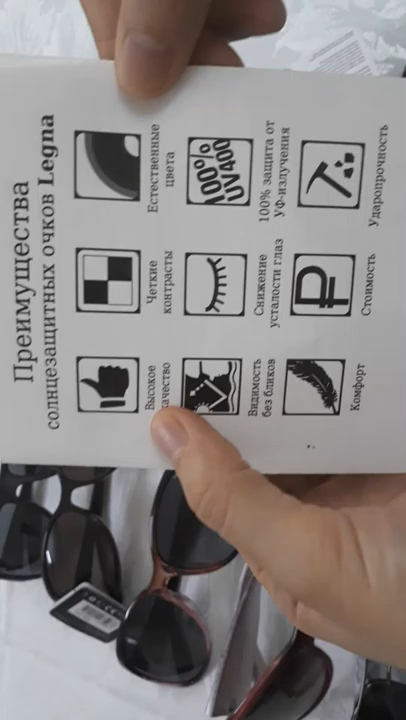 Преимущества
солнцезащитных очков Legna
Высокое
качество
Четкие
контрасты
Естественные
цвета
Видимость
без бликов
Снижение
усталости глаз
100%
UV400
100% защита от
УФ-излучения
Комфорт
Стоимость
Ударопрочность